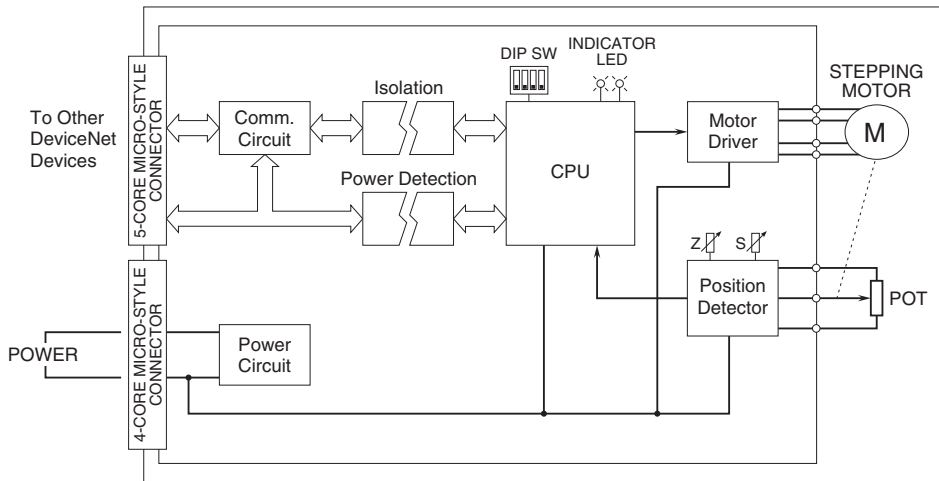 DIP SW
INDICATOR
LED
STEPPING
MOTOR
To Other
DeviceNet
Devices
5-CORE MICRO-STYLE
CONNECTOR
Comm.
Circuit
Isolation
Power Detection
CPU
Motor
Driver
M
Z
S
Position
Detector
POT
POWER
4-CORE MICRO-STYLE
CONNECTOR
Power
Circuit